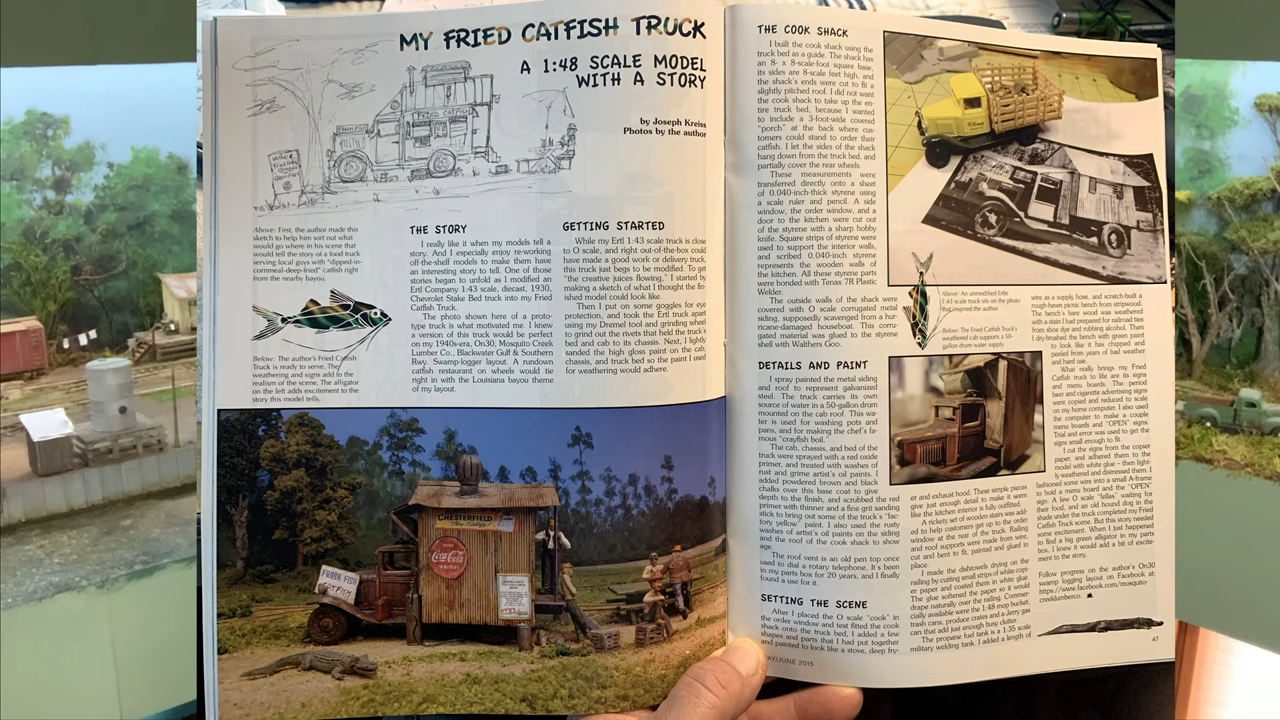 MY FRIED CATFISH TRUCK
A 1:48 SCALE MODEL
WITH A STORY
by Joseph Kreiss
Photos by the author
FRIED CATFISH
Above: First, the author made this
sketch to help him sort out what
would go where in his scene that
would tell the story of a food truck
serving local guys with "dipped-in-
cornmeal-deep-fried" catfish right
from the nearby bayou.
Below: The author's Fried Catfish
Truck is ready to serve. The
weathering and signs add to the
realism of the scene. The alligator
on the left adds excitement to the
story this model tells.
THE STORY
I really like it when my models tell a
story. And I especially enjoy re-working
off-the-shelf models to make them have
an interesting story to tell. One of those
stories began to unfold as I modified an
Ertl Company 1:43 scale, diecast, 1930,
Chevrolet Stake Bed truck into my Fried
Catfish Truck.
The photo shown here of a proto-
type truck is what motivated me. I knew
a version of this truck would be perfect
on my 1940s-era, On30, Mosquito Creek
Lumber Co., Blackwater Gulf & Southern
Rwy. Swamp-logger layout. A rundown
catfish restaurant on wheels would tie
right in with the Louisiana bayou theme
of my layout.
GETTING STARTED
While my Ertl 1:43 scale truck is close
to O scale, and right out-of-the-box could
have made a good work or delivery truck,
this truck just begs to be modified. To get
"the creative juices flowing," I started by
making a sketch of what I thought the fin-
ished model could look like.
Then I put on some goggles for eye
protection, and took the Ertl truck apart
using my Dremel tool and grinding wheel
to grind out the rivets that held the truck's
bed and cab to its chassis. Next, I lightly
sanded the high gloss paint on the cab,
chassis, and truck bed so the paint I used
for weathering would adhere.
CHESTERFIELD
DRINK
Coca-Cola
FRESH FISH
CATFISH
THE COOK SHACK
I built the cook shack using the
truck bed as a guide. The shack has
an 8- x 8-scale-foot square base,
its sides are 8-scale feet high, and
the shack's ends were cut to fit a
slightly pitched roof. I did not want
the cook shack to take up the en-
tire truck bed, because I wanted
to include a 3-foot-wide covered
"porch" at the back where cus-
tomers could stand to order their
catfish. I let the sides of the shack
hang down from the truck bed, and
partially cover the rear wheels.
These measurements were
transferred directly onto a sheet
of 0.040-inch-thick styrene using
a scale ruler and pencil. A side
window, the order window, and a
door to the kitchen were cut out
of the styrene with a sharp hobby
knife. Square strips of styrene were
used to support the interior walls,
and scribed 0.040-inch styrene
represents the wooden walls of
the kitchen. All these styrene parts
were bonded with Tenax 7R Plastic
Welder.
The outside walls of the shack were
covered with O scale corrugated metal
siding, supposedly scavenged from a hur-
ricane-damaged houseboat. This corru-
gated material was glued to the styrene
shell with Walthers Goo.
DETAILS AND PAINT
I spray painted the metal siding
and roof to represent galvanized
steel. The truck carries its own
source of water in a 50-gallon drum
mounted on the cab roof. This wa-
ter is used for washing pots and
pans, and for making the chef's fa-
mous "crayfish boil."
The cab, chassis, and bed of the
truck were sprayed with a red oxide
primer, and treated with washes of
rust and grime artist's oil paints. I
added powdered brown and black
chalks over this base coat to give
depth to the finish, and scrubbed the red
primer with thinner and a fine grit sanding
stick to bring out some of the truck's "fac-
tory yellow" paint. I also used the rusty
washes of artist's oil paints on the siding
and the roof of the cook shack to show
age.
The roof vent is an old pen top once
used to dial a rotary telephone. It's been
in my parts box for 20 years, and I finally
found a use for it.
SETTING THE SCENE
After I placed the O scale "cook" in
the order window and test fitted the cook
shack onto the truck bed, I added a few
shapes and parts that I had put together
and painted to look like a stove, deep fry-
Above: An unmodified Ertle
1:43 scale truck sits on the photo
that inspired the author.
Below: The Fried Catfish Truck's
weathered cab supports a 50-
gallon drum water supply.
er and exhaust hood. These simple pieces
give just enough detail to make it seem
like the kitchen interior is fully outfitted.
A rickety set of wooden stairs was add-
ed to help customers get up to the order
window at the rear of the truck. Railing
and roof supports were made from wire,
cut and bent to fit, painted and glued in
place.
I made the dishtowels drying on the
railing by cutting small strips of white copi-
er paper and coated them in white glue.
The glue softened the paper so it would
drape naturally over the railing. Commer-
cially available were the 1:48 mop bucket,
trash cans, produce crates and a Jerry gas
can that add just enough busy clutter.
The propane fuel tank is a 1:35 scale
military welding tank. I added a length of
wire as a supply hose, and scratch-built a
rough-hewn picnic bench from stripwood.
The bench's bare wood was weathered
with a stain I had prepared for railroad ties
from shoe dye and rubbing alcohol. Then
I dry-brushed the bench with green paint
to look like it has chipped and
peeled from years of bad weather
and hard use.
What really brings my Fried
Catfish truck to life are its signs
and menu boards. The period
beer and cigarette advertising signs
were copied and reduced to scale
on my home computer. I also used
the computer to make a couple
menu boards and "OPEN" signs.
Trial and error was used to get the
signs small enough to fit.
I cut the signs from the copier
paper, and adhered them to the
model with white glue – then light-
ly weathered and distressed them. I
fashioned some wire into a small A-frame
to hold a menu board and the "OPEN"
sign. A few O scale "fellas" waiting for
their food, and an old hound dog in the
shade under the truck completed my Fried
Catfish Truck scene. But this story needed
some excitement. When I just happened
to find a big green alligator in my parts
box, I knew it would add a bit of excite-
ment to the story.
Follow progress on the author's On30
swamp logging layout on Facebook at:
https://www.facebook.com/mosquito-
creeklumberco.
AY/JUNE 2015
47